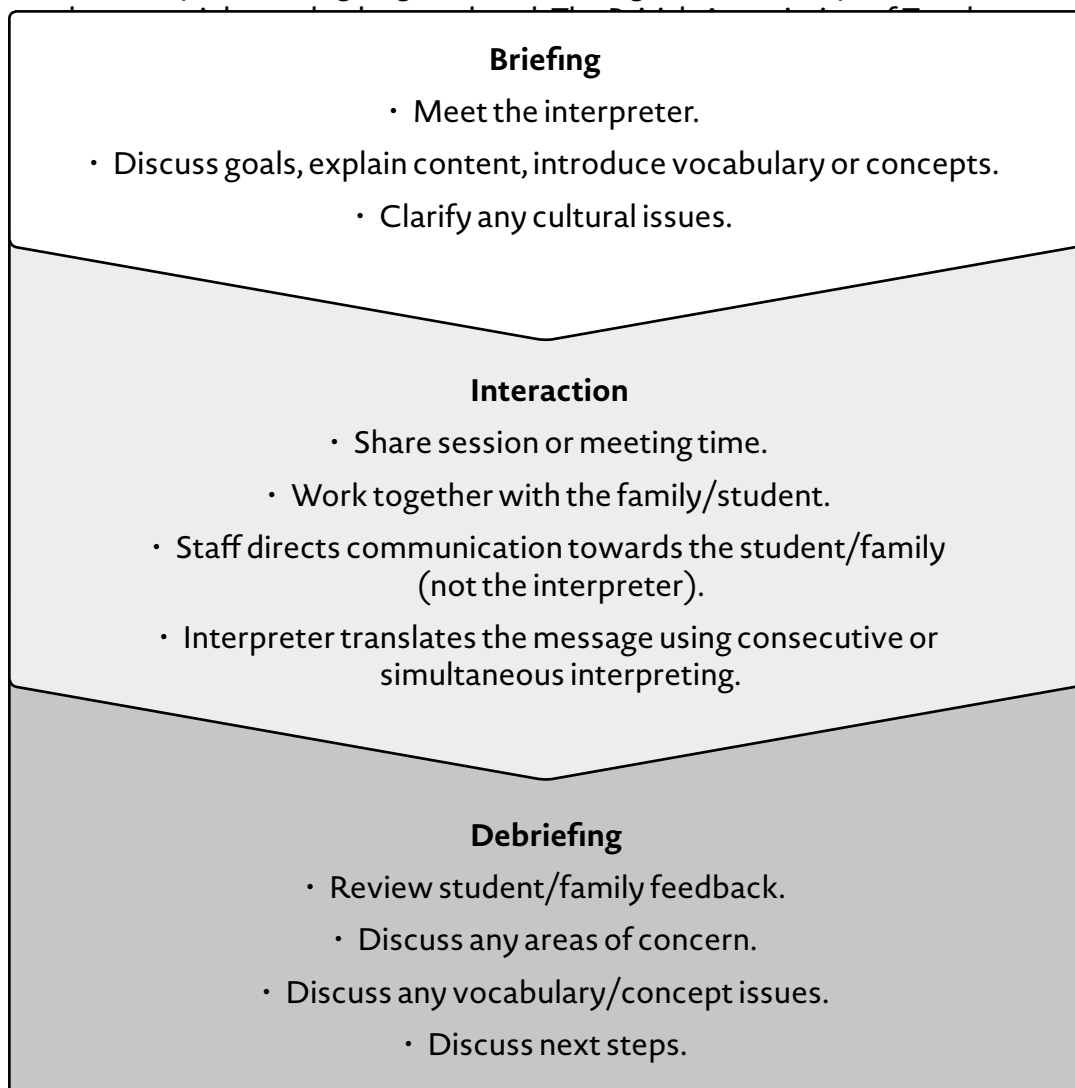 Briefing
· Meet the interpreter.
· Discuss goals, explain content, introduce vocabulary or concepts.
· Clarify any cultural issues.
Interaction
· Share session or meeting time.
· Work together with the family/student.
· Staff directs communication towards the student/family
(not the interpreter).
· Interpreter translates the message using consecutive or
simultaneous interpreting.
Debriefing
· Review student/family feedback.
· Discuss any areas of concern.
· Discuss any vocabulary/concept issues.
· Discuss next steps.